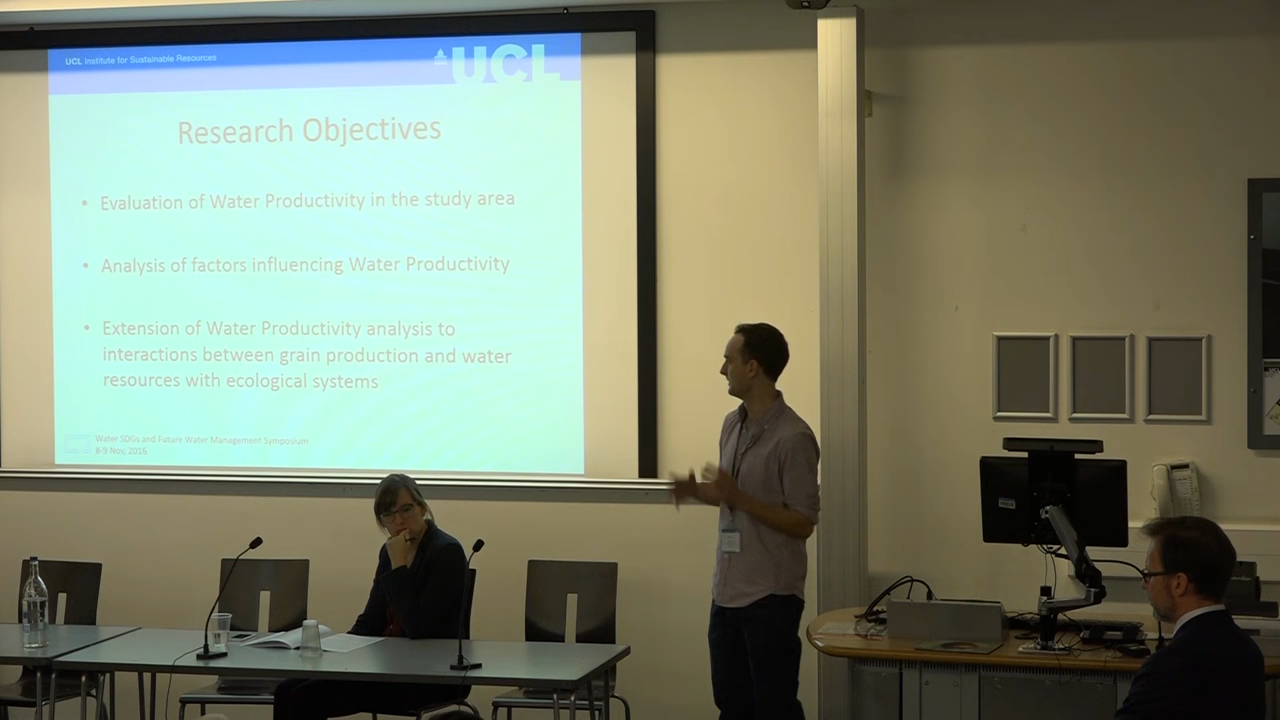 UCL Institute for Sustainable Resources
UCL
Research Objectives
• Evaluation of Water Productivity in the study area
• Analysis of factors influencing Water Productivity
• Extension of Water Productivity analysis to
interactions between grain production and water
resources with ecological systems
Water SDGs and Future Water Management Symposium
8-9 Nov, 2016